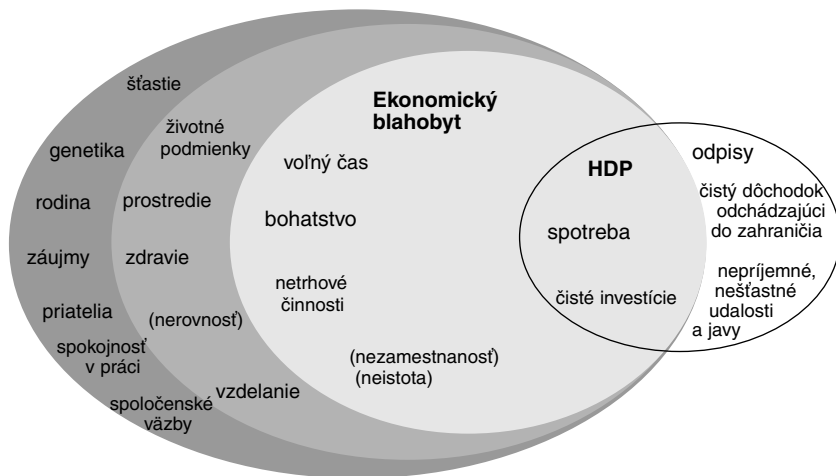 šťastie
genetika
rodina
záujmy
priatelia
spokojnosť
v práci
spoločenské
väzby
životné
podmienky
prostredie
zdravie
(nerovnosť)
vzdelanie
Ekonomický
blahobyt
voľný čas
bohatstvo
netrhové
činnosti
(nezamestnanosť)
(neistota)
HDP
spotreba
čisté investície
odpisy
čistý dôchodok
odchádzajúci
do zahraničia
nepríjemné,
nešťastné
udalosti
a javy